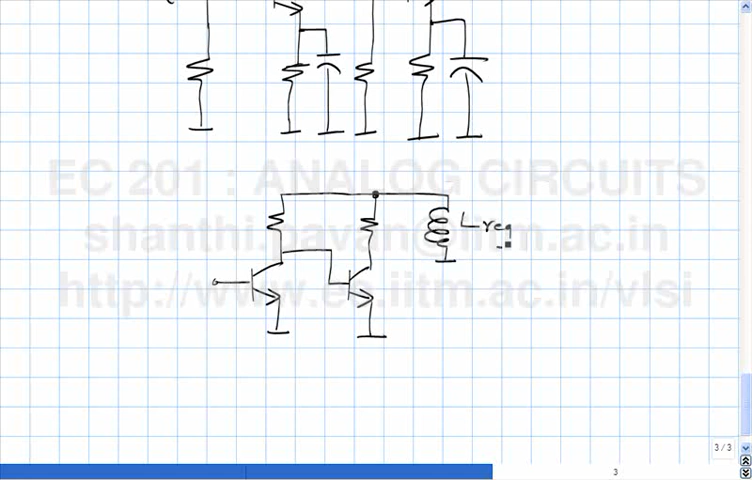 EC 201 : ANALOG CIRCUITS
shanthi.pavan@iitm.ac.in
Lreq
http://www.ee.iitm.ac.in/vlsi
3/3
3